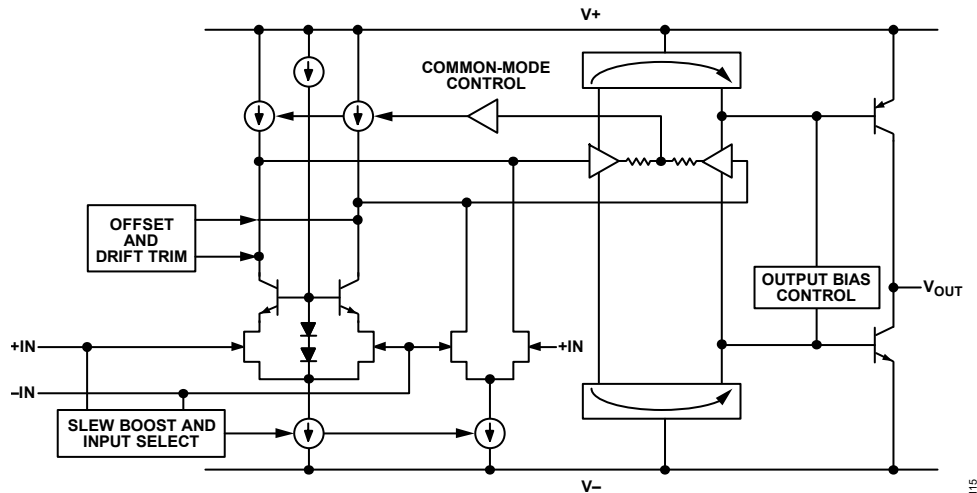 V+
COMMON-MODE
CONTROL
OFFSET
AND
DRIFT TRIM
OUTPUT BIAS
CONTROL
VOUT
+IN
+IN
–IN
SLEW BOOST AND
INPUT SELECT
V–